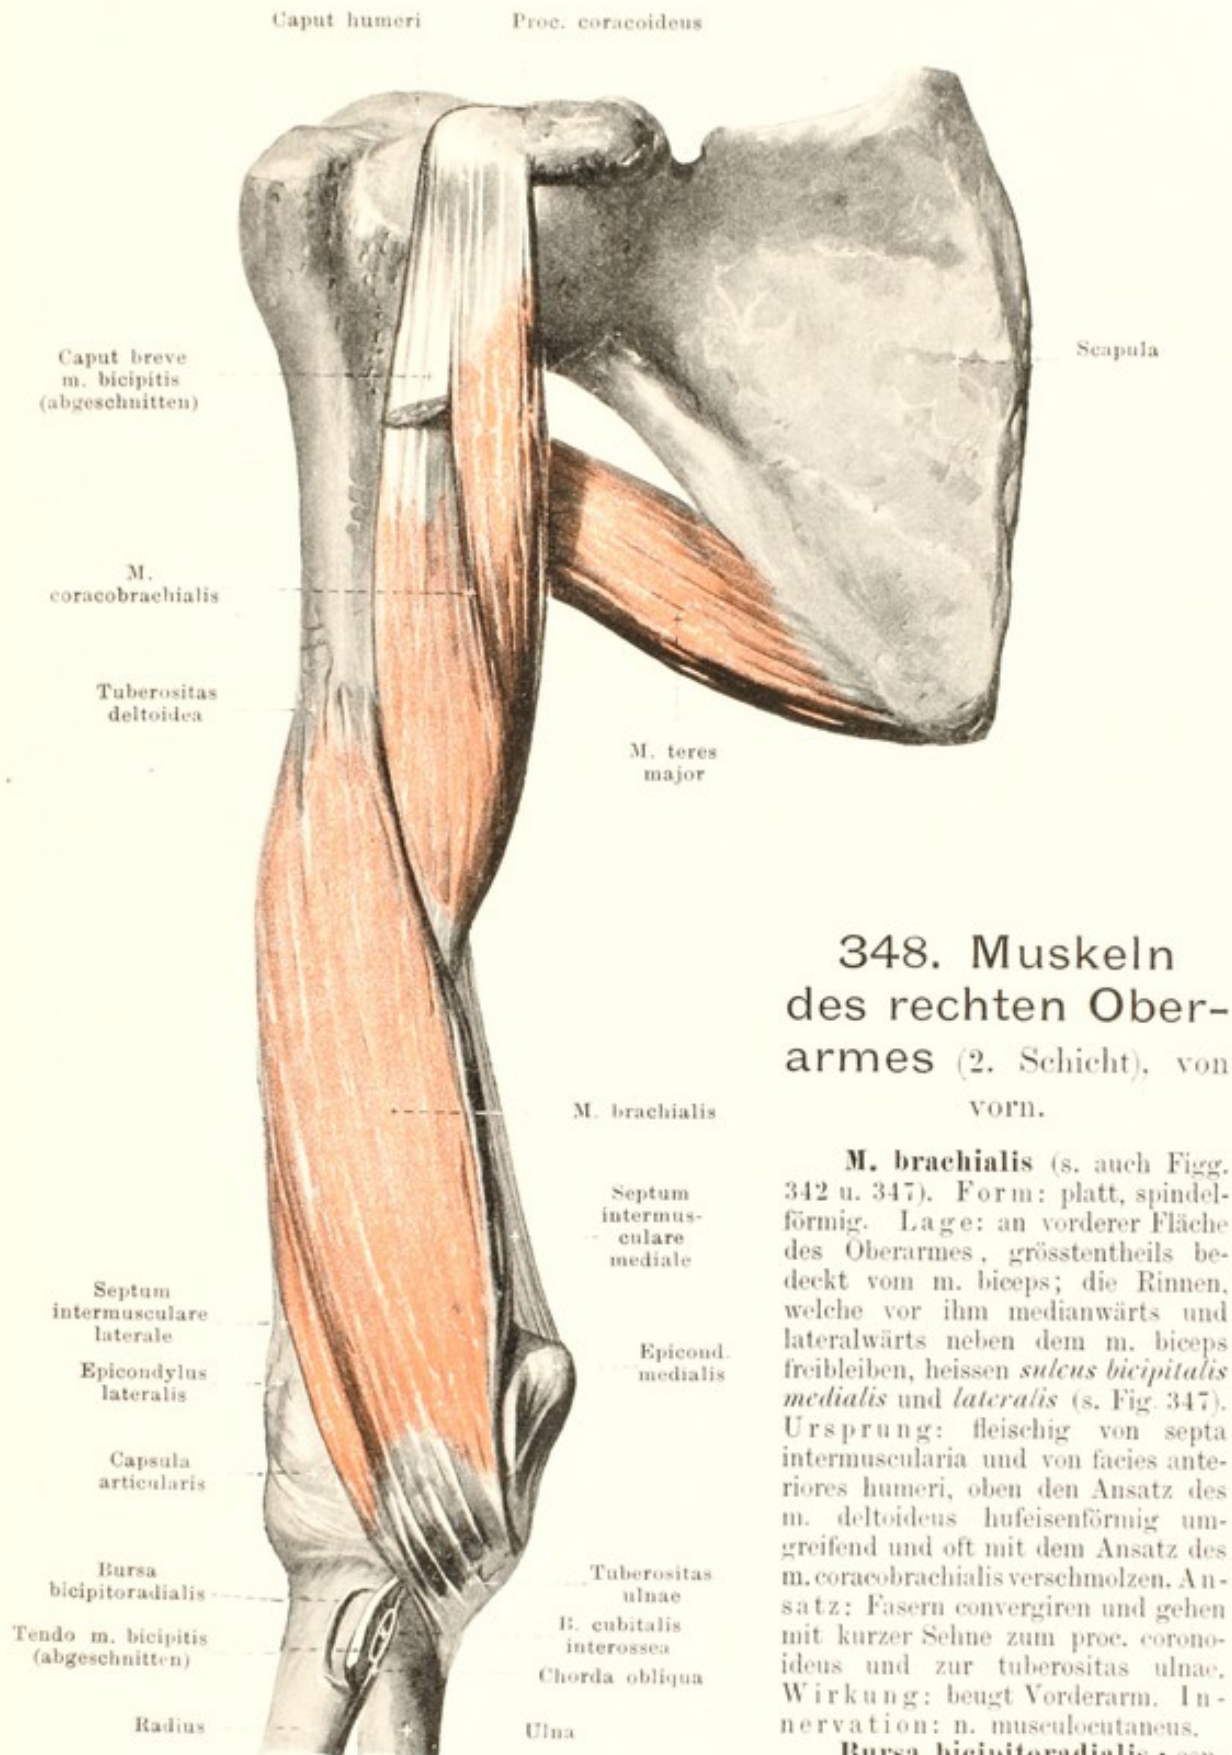 Caput humeri
Proc. coracoideus
Caput breve
m. bicipitis
(abgeschnitten)
Scapula
M.
coracobrachialis
Tuberositas
deltoidea
M. teres
major
348. Muskeln
des rechten Ober-
armes (2. Schicht), von
vorn.
M. brachialis
Septum
intermus-
culare
mediale
Septum
intermusculare
laterale
Epicondylus
lateralis
Epicond.
medialis
Capsula
articularis
Bursa
bicipitoradialis
Tendo m. bicipitis
(abgeschnitten)
Radius
Tuberositas
ulnae
B. cubitalis
interossea
Chorda obliqua
Ulna
M. brachialis (s. auch Figg.
342 u. 347). Form: platt, spindel-
förmig. Lage: an vorderer Fläche
des Oberarmes, grösstentheils be-
deckt vom m. biceps; die Rinnen,
welche vor ihm medianwärts und
lateralwärts neben dem m. biceps
freibleiben, heissen sulcus bicipitalis
medialis und lateralis (s. Fig. 347).
Ursprung: fleischig von septa
intermuscularia und von facies ante-
riores humeri, oben den Ansatz des
m. deltoideus hufeisenförmig um-
greifend und oft mit dem Ansatz des
m. coracobrachialis verschmolzen. An-
satz: Fasern convergiren und gehen
mit kurzer Sehne zum proc. corono-
ideus und zur tuberositas ulnae.
Wirkung: beugt Vorderarm. In-
nervation: n. musculocutaneus.
Bursa bicipitoradialis: